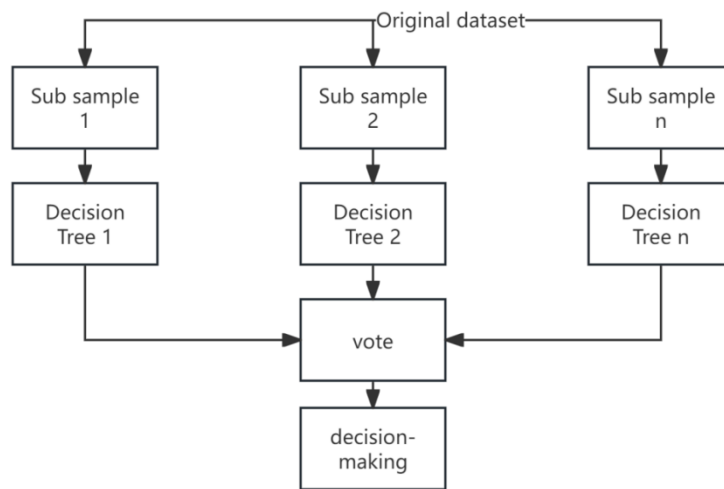 Original dataset
Sub sample
1
Sub sample
2
Sub sample
n
Decision
Tree 1
Decision
Tree 2
Decision
Tree n
vote
decision-
making